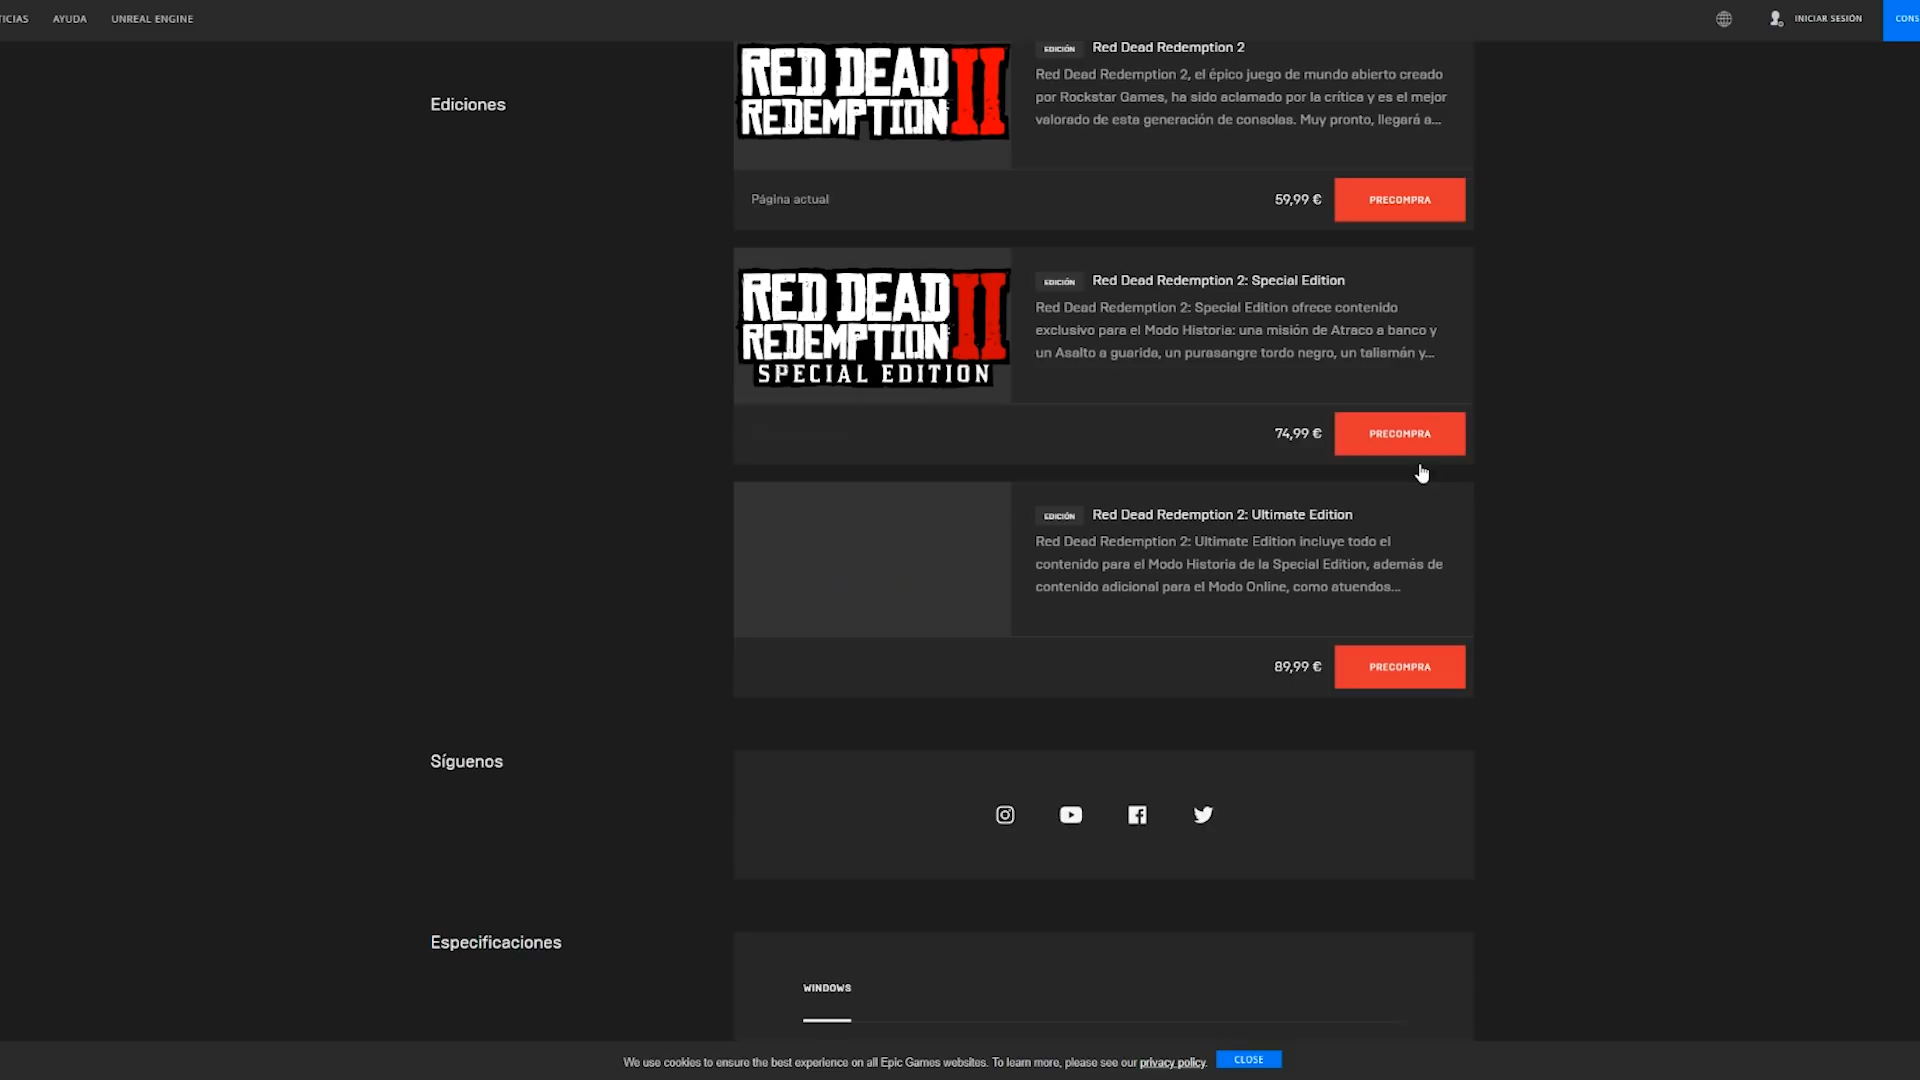 TICIAS AYUDA UNREAL ENGINE INICIAR SESIÓN CONS
Ediciones
RED DEAD
REDEMPTION II
EDICIÓN Red Dead Redemption 2
Red Dead Redemption 2, el épico juego de mundo abierto creado
por Rockstar Games, ha sido aclamado por la crítica y es el mejor
valorado de esta generación de consolas. Muy pronto, llegará a...
Página actual 59,99 € PRECOMPRA
RED DEAD
REDEMPTION II
SPECIAL EDITION
EDICIÓN Red Dead Redemption 2: Special Edition
Red Dead Redemption 2: Special Edition ofrece contenido
exclusivo para el Modo Historia: una misión de Atraco a banco y
un Asalto a guarida, un purasangre tordo negro, un talismán y...
74,99 € PRECOMPRA
EDICIÓN Red Dead Redemption 2: Ultimate Edition
Red Dead Redemption 2: Ultimate Edition incluye todo el
contenido para el Modo Historia de la Special Edition, además de
contenido adicional para el Modo Online, como atuendos...
89,99 € PRECOMPRA
Síguenos
Especificaciones
WINDOWS
We use cookies to ensure the best experience on all Epic Games websites. To learn more, please see our privacy policy. CLOSE